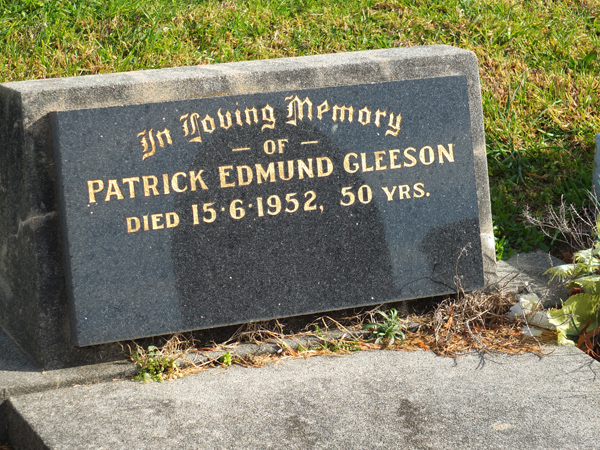 In Loving Memory
— OF —
PATRICK EDMUND GLEESON
DIED 15·6·1952, 50 YRS.